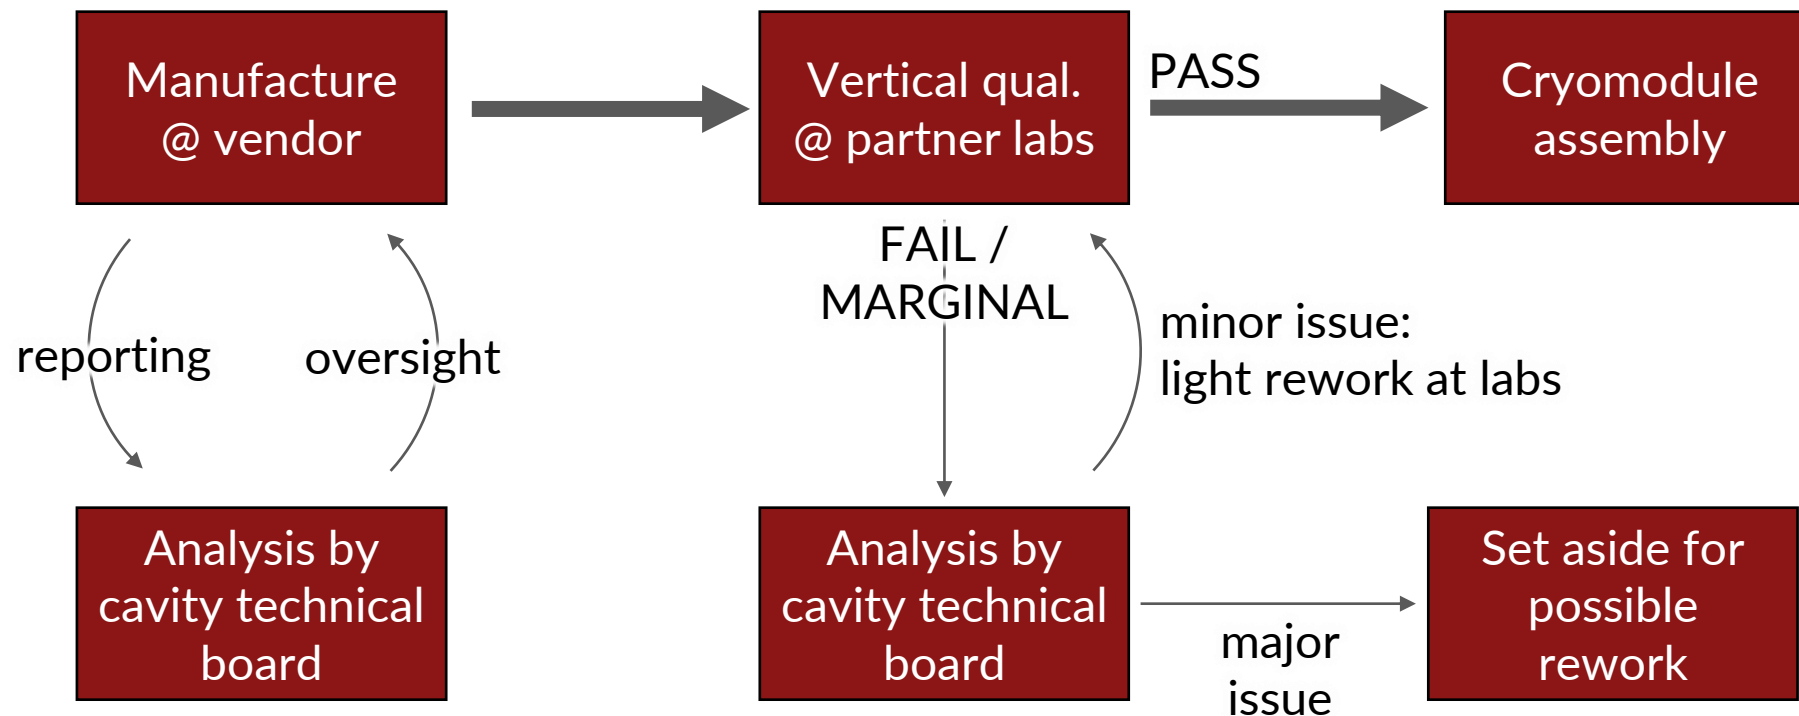 Manufacture
@ vendor
Vertical qual.
@ partner labs
PASS
Cryomodule
assembly
reporting
oversight
FAIL /
MARGINAL
minor issue:
light rework at labs
Analysis by
cavity technical
board
Analysis by
cavity technical
board
major
issue
Set aside for
possible
rework